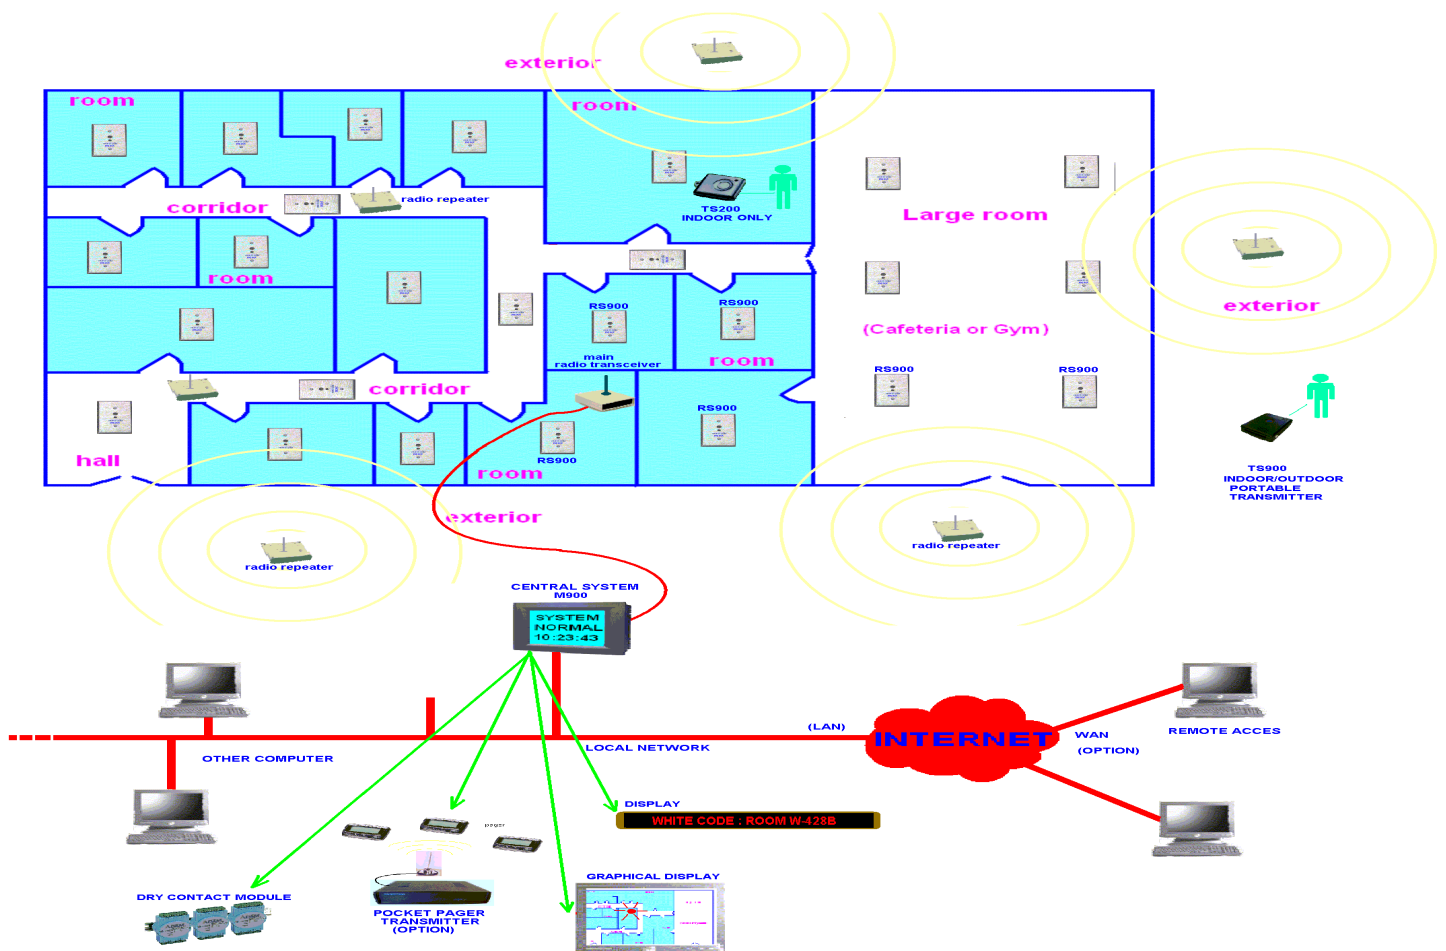 exterior
room
room
radio repeater
corridor
TS200
INDOOR ONLY
Large room
room
exterior
RS900
RS900
(Cafeteria or Gym)
main
radio transceiver
room
RS900
RS900
corridor
RS900
hall
RS900
room
TS900
INDOOR/OUTDOOR
PORTABLE
TRANSMITTER
exterior
radio repeater
radio repeater
CENTRAL SYSTEM
M900
SYSTEM
NORMAL
10:23:43
(LAN)
INTERNET
WAN
(OPTION)
REMOTE ACCES
LOCAL NETWORK
OTHER COMPUTER
DISPLAY
WHITE CODE : ROOM W-428B
pager
GRAPHICAL DISPLAY
DRY CONTACT MODULE
POCKET PAGER
TRANSMITTER
(OPTION)